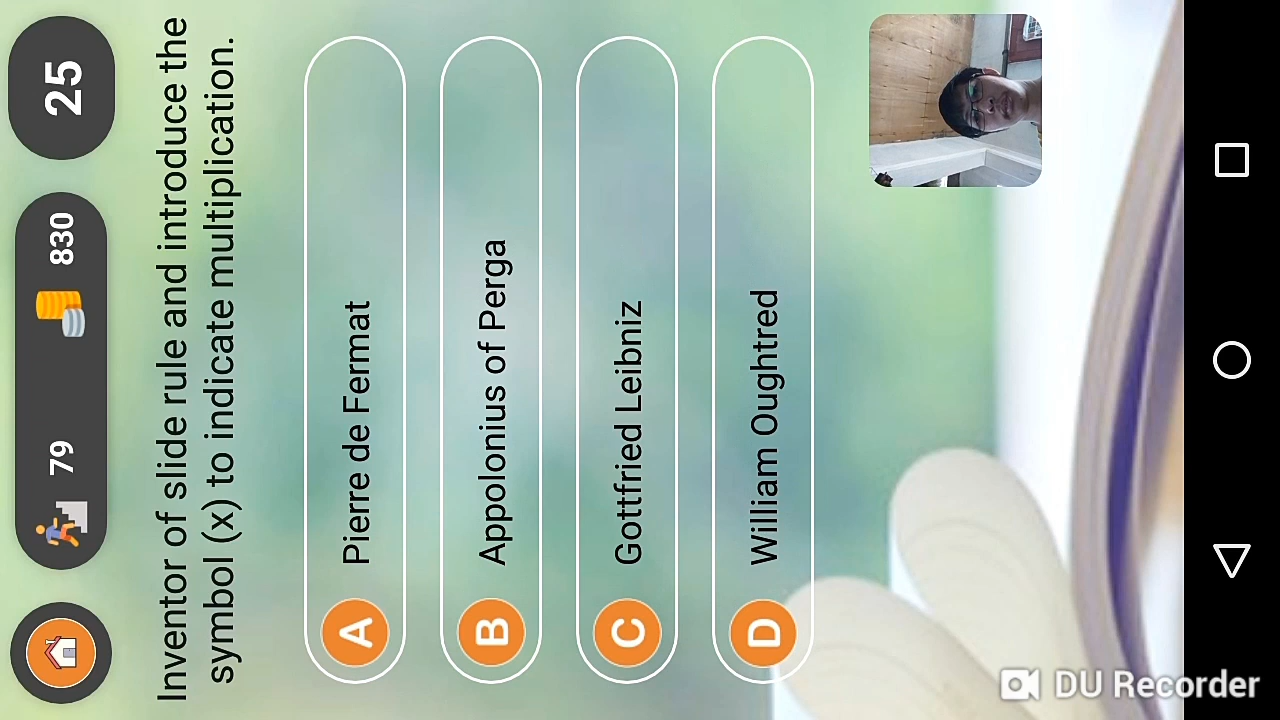 79 830
25
Inventor of slide rule and introduce the
symbol (x) to indicate multiplication.
A Pierre de Fermat
B Appolonius of Perga
C Gottfried Leibniz
D William Oughtred
DU Recorder